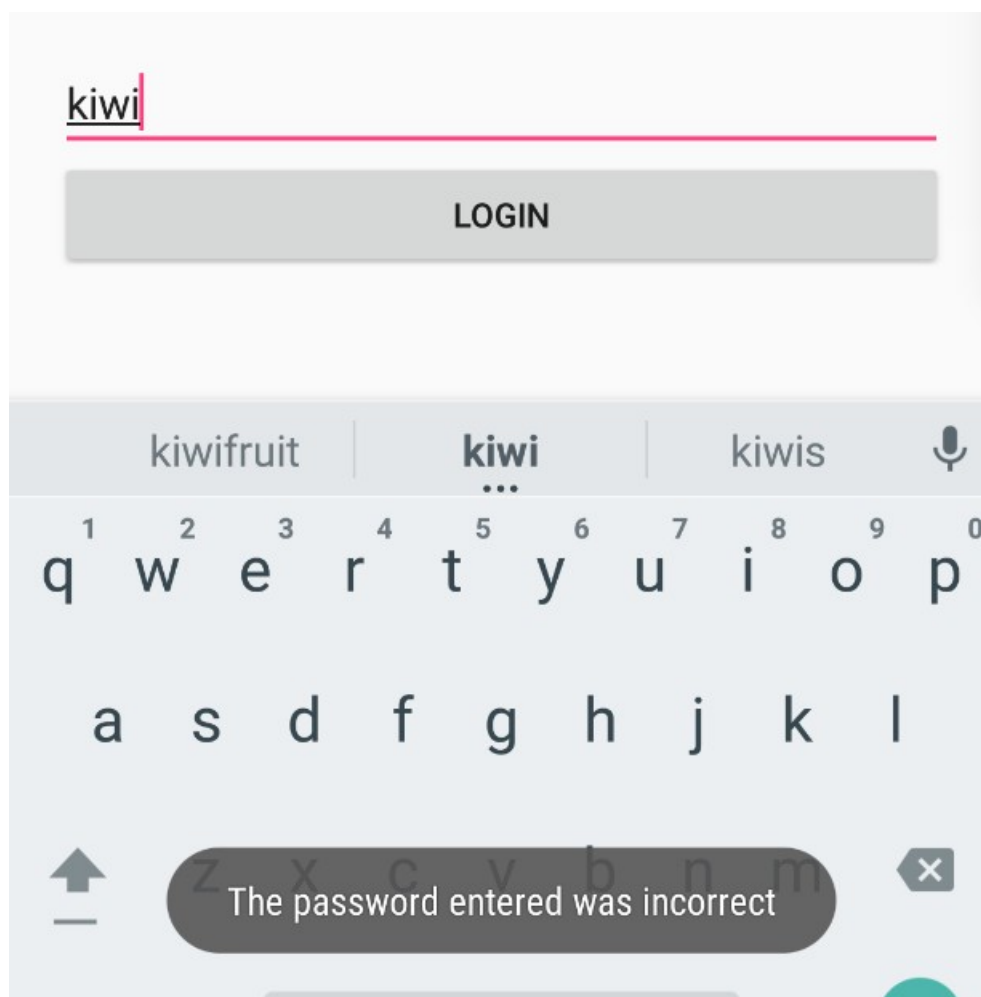 kiwi
LOGIN
kiwifruit kiwi kiwis
1 2 3 4 5 6 7 8 9 0
q w e r t y u i o p
a s d f g h j k l
z x c v b n m
The password entered was incorrect